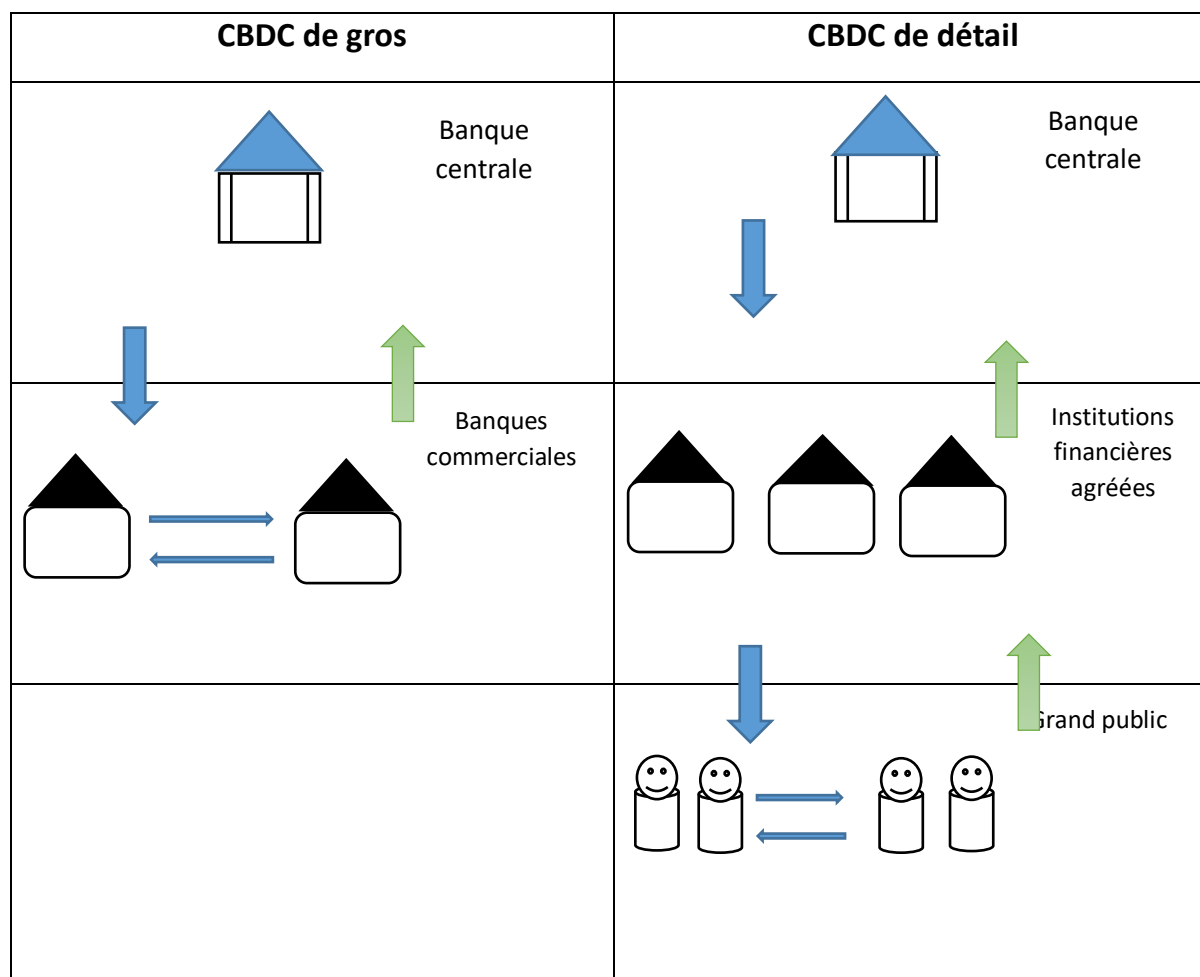 CBDC de gros
CBDC de détail
Banque
centrale
Banque
centrale
Banques
commerciales
Institutions
financières
agréées
Grand public